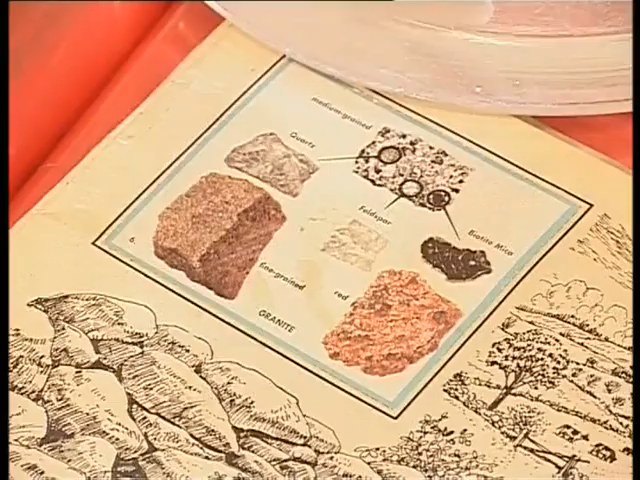 medium-grained
Quartz
Feldspar
Biotite Mica
6.
fine-grained
red
GRANITE